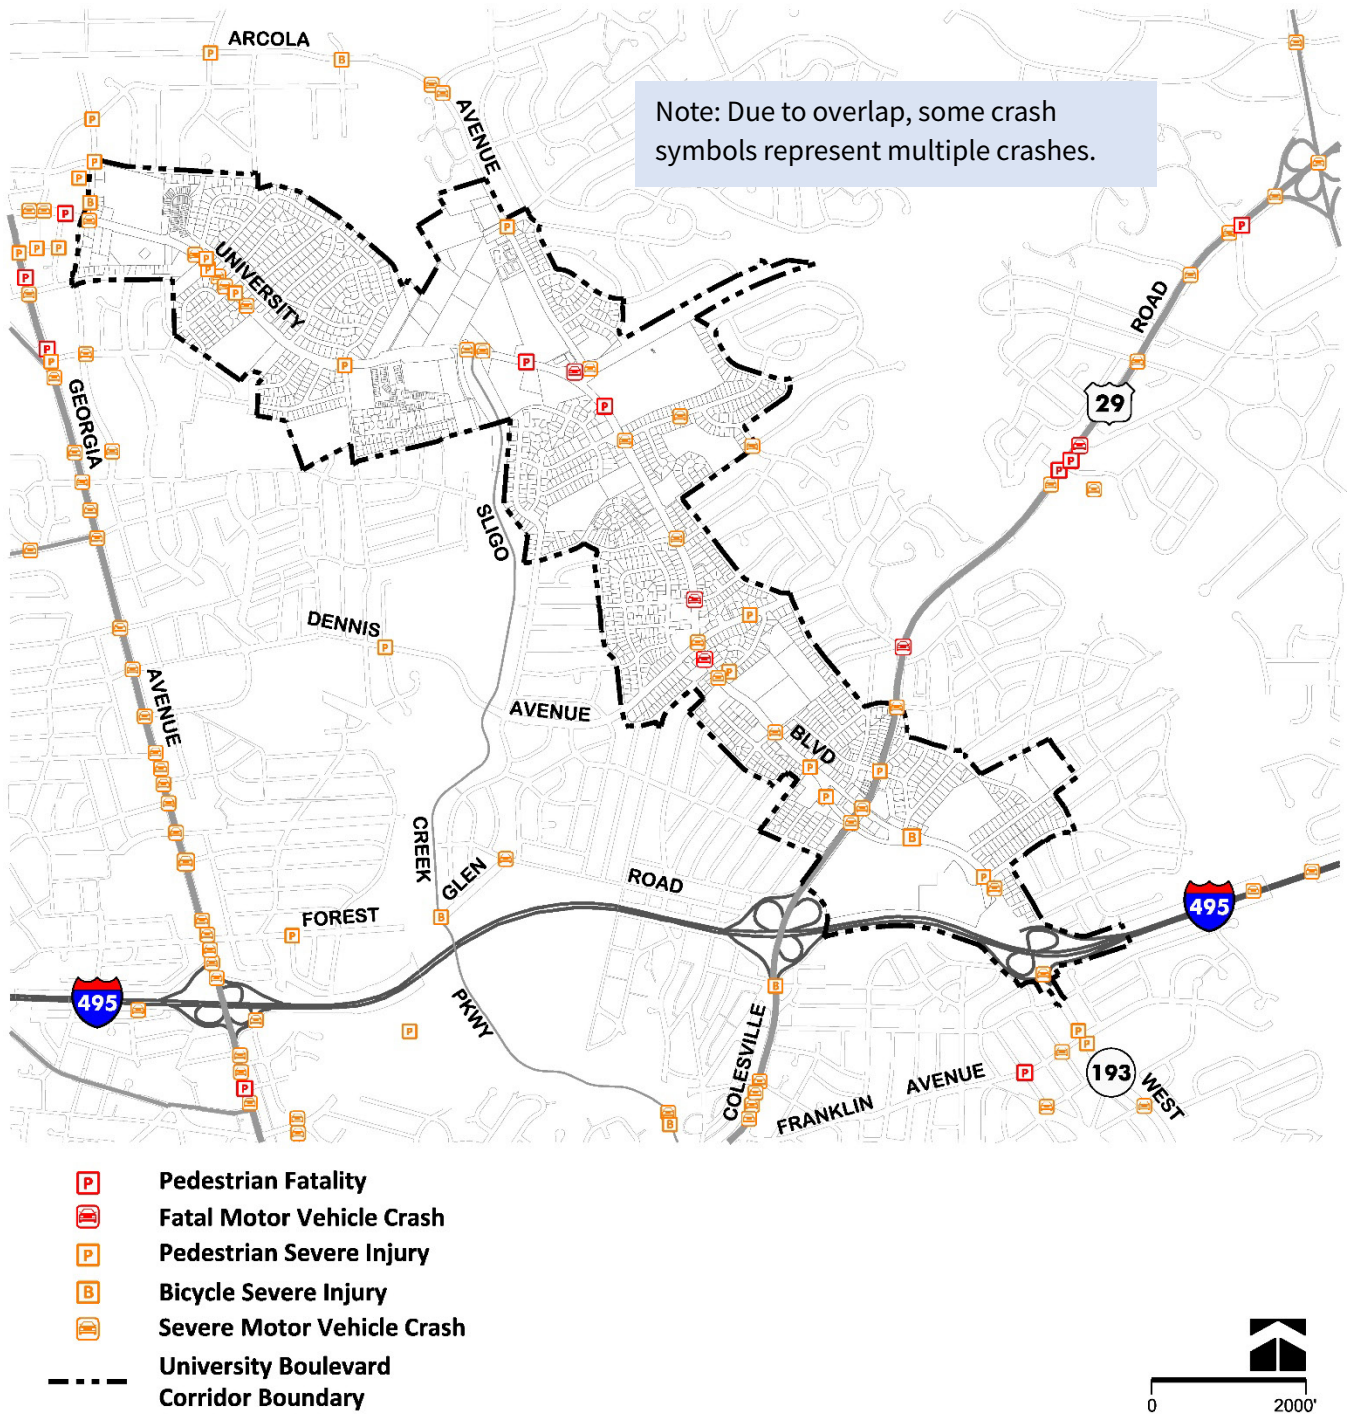 ARCOLA
AVENUE
Note: Due to overlap, some crash
symbols represent multiple crashes.
UNIVERSITY
ROAD
29
GEORGIA
SLIGO
DENNIS
AVENUE
AVENUE
BLVD
CREEK
GLEN
ROAD
FOREST
495
495
PKWY
COLESVILLE
FRANKLIN
AVENUE
193
WEST
P Pedestrian Fatality
Fatal Motor Vehicle Crash
P Pedestrian Severe Injury
B Bicycle Severe Injury
Severe Motor Vehicle Crash
University Boulevard
Corridor Boundary
0 2000'